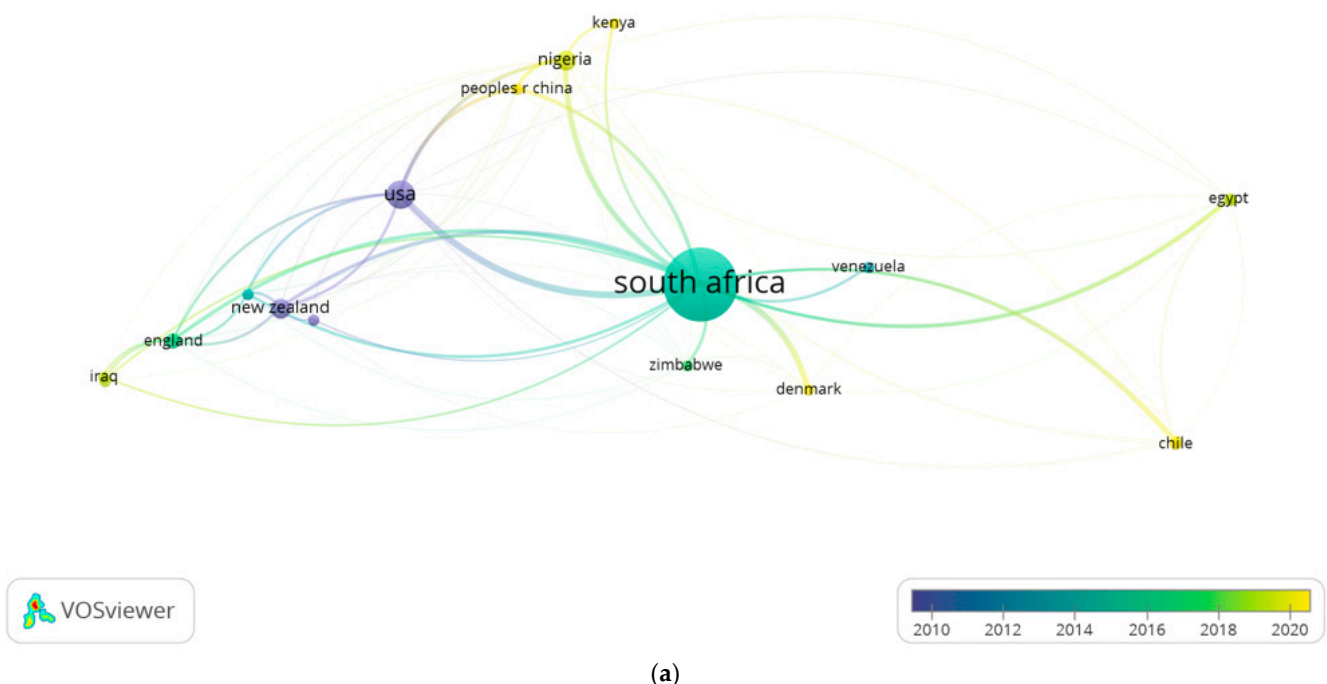 kenya
nigeria
peoples r china
usa
egypt
venezuela
south africa
new zealand
england
zimbabwe
iraq
denmark
chile
VOSviewer
2010 2012 2014 2016 2018 2020
(a)